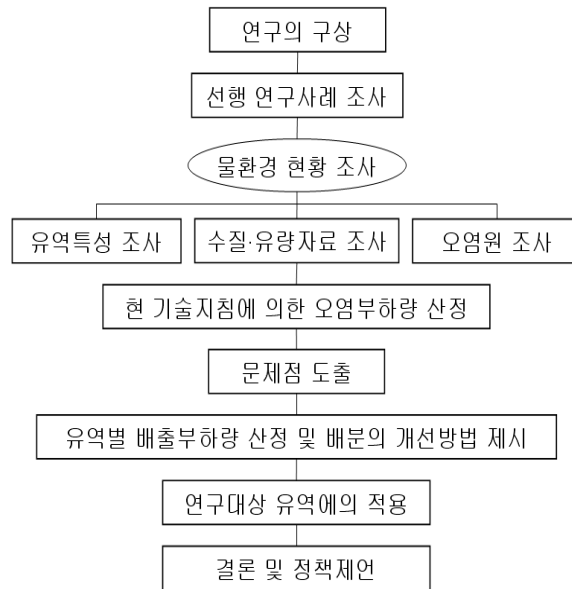 연구의 구상
선행 연구사례 조사
물환경 현황 조사
유역특성 조사
수질·유량자료 조사
오염원 조사
현 기술지침에 의한 오염부하량 산정
문제점 도출
유역별 배출부하량 산정 및 배분의 개선방법 제시
연구대상 유역에의 적용
결론 및 정책제언